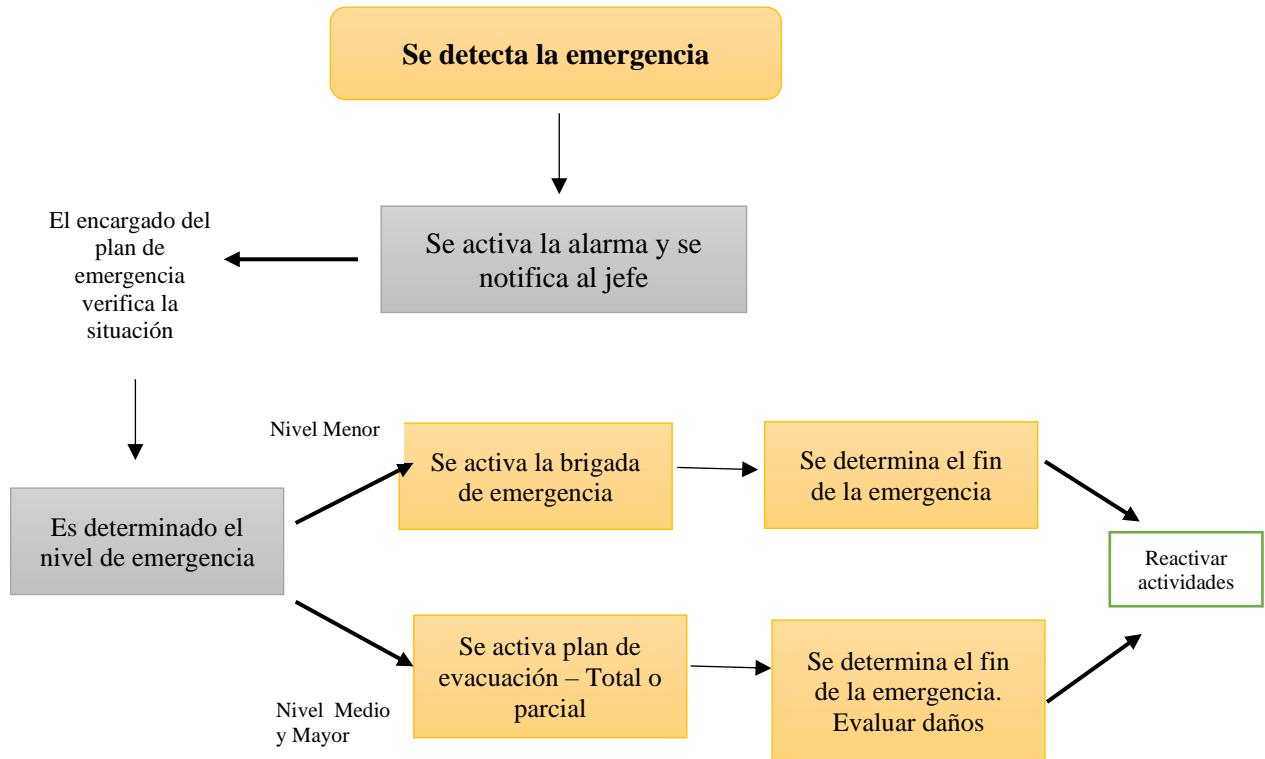 Se detecta la emergencia
Se activa la alarma y se
notifica al jefe
El encargado del
plan de
emergencia
verifica la
situación
Es determinado el
nivel de emergencia
Nivel Menor
Se activa la brigada
de emergencia
Se determina el fin
de la emergencia
Nivel Medio
y Mayor
Se activa plan de
evacuación – Total o
parcial
Se determina el fin
de la emergencia.
Evaluar daños
Reactivar
actividades